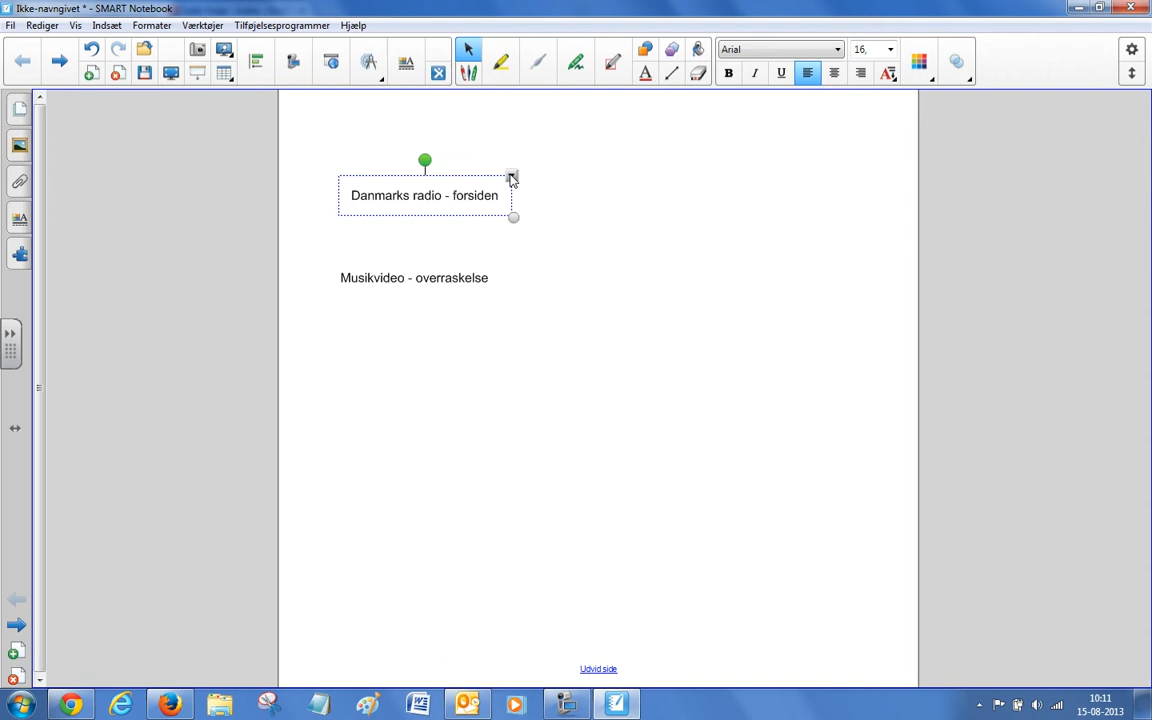 Ikke-navngivet * - SMART Notebook
Fil Rediger Vis Indsæt Formater Værktøjer Tilføjelsesprogrammer Hjælp
Arial 16,
B I U A
Danmarks radio - forsiden
Musikvideo - overraskelse
Udvid side
10:11
15-08-2013